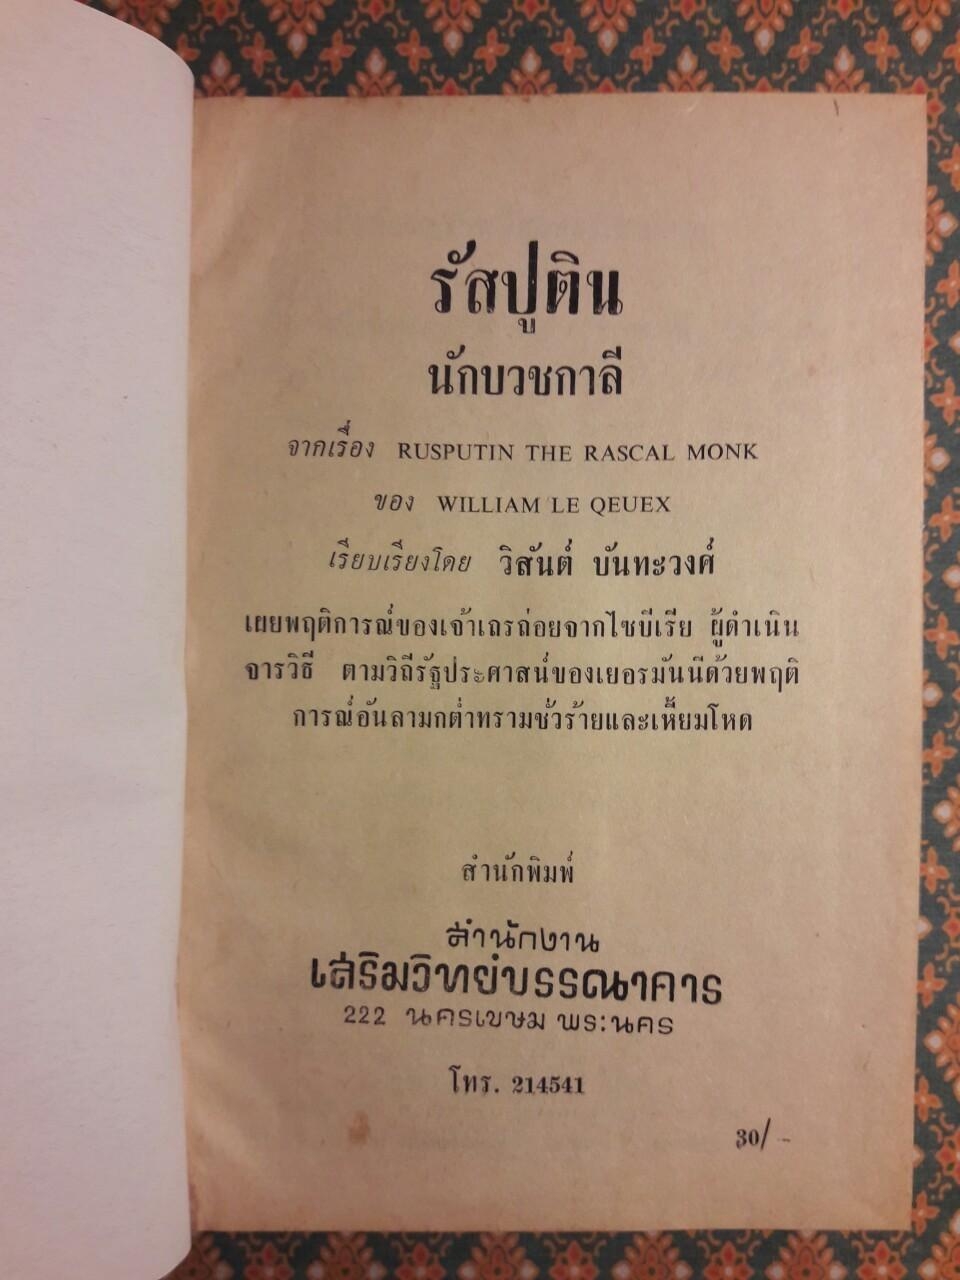 รัสปูติน
นักบวชกาลี
จากเรื่อง RUSPUTIN THE RASCAL MONK
ของ WILLIAM LE QEUEX
เรียบเรียงโดย วิสันต์ บันทะวงศ์
เผยพฤติการณ์ของเจ้าเถรถ่อยจากไซบีเรีย ผู้ดำเนิน
จารวิธี ตามวิถีรัฐประศาสน์ของเยอรมันนีด้วยพฤติ
การณ์อันลามกต่ำทรามชั่วร้ายและเหี้ยมโหด
สำนักพิมพ์
สำนักงาน
เสริมวิทย์บรรณาคาร
222 นครเขษม พระนคร
โทร. 214541
30/-